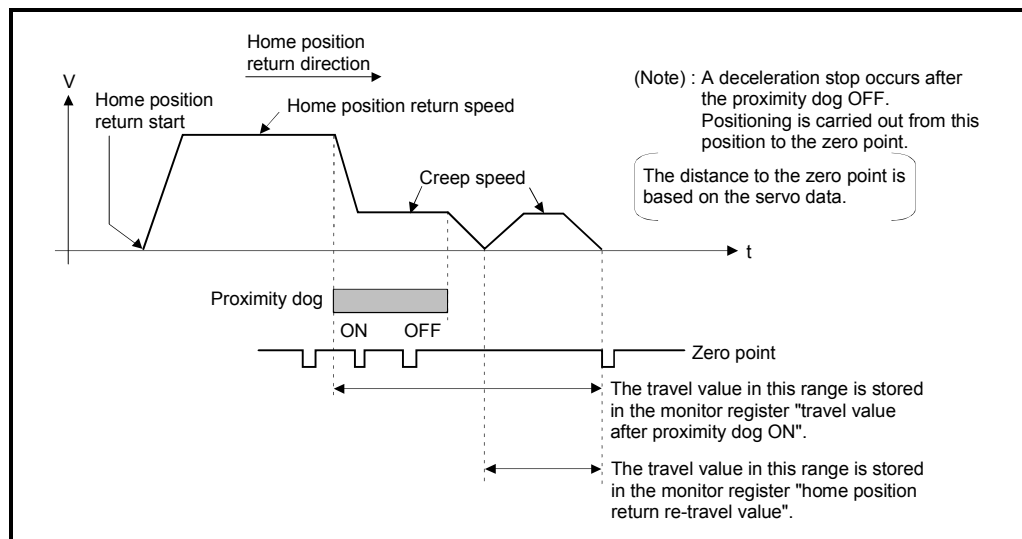 Home position
return direction
V
Home position
return start
Home position return speed
(Note) : A deceleration stop occurs after
the proximity dog OFF.
Positioning is carried out from this
position to the zero point.
The distance to the zero point is
based on the servo data.
Creep speed
t
Proximity dog
ON OFF
Zero point
The travel value in this range is stored
in the monitor register "travel value
after proximity dog ON".
The travel value in this range is stored
in the monitor register "home position
return re-travel value".